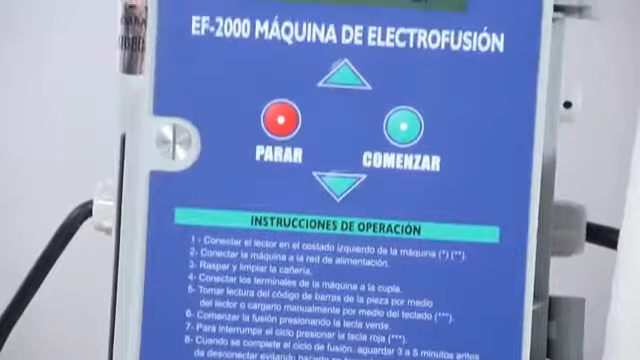 EF-2000 MÁQUINA DE ELECTROFUSIÓN
PARAR
COMENZAR
INSTRUCCIONES DE OPERACIÓN
1 - Conectar el lector en el costado izquierdo de la máquina (*) (**).
2- Conectar la máquina a la red de alimentación.
3- Raspar y limpiar la cañería.
4- Conectar los terminales de la máquina a la cupla.
5- Tomar lectura del código de barras de la pieza por medio
del lector o cargarlo manualmente por medio del teclado (***).
6- Comenzar la fusión presionando la tecla verde.
7- Para interrumpir el ciclo presionar la tecla roja (***).
8- Cuando se complete el ciclo de fusión, aguardar 3 a 5 minutos antes
de desconectar evitando